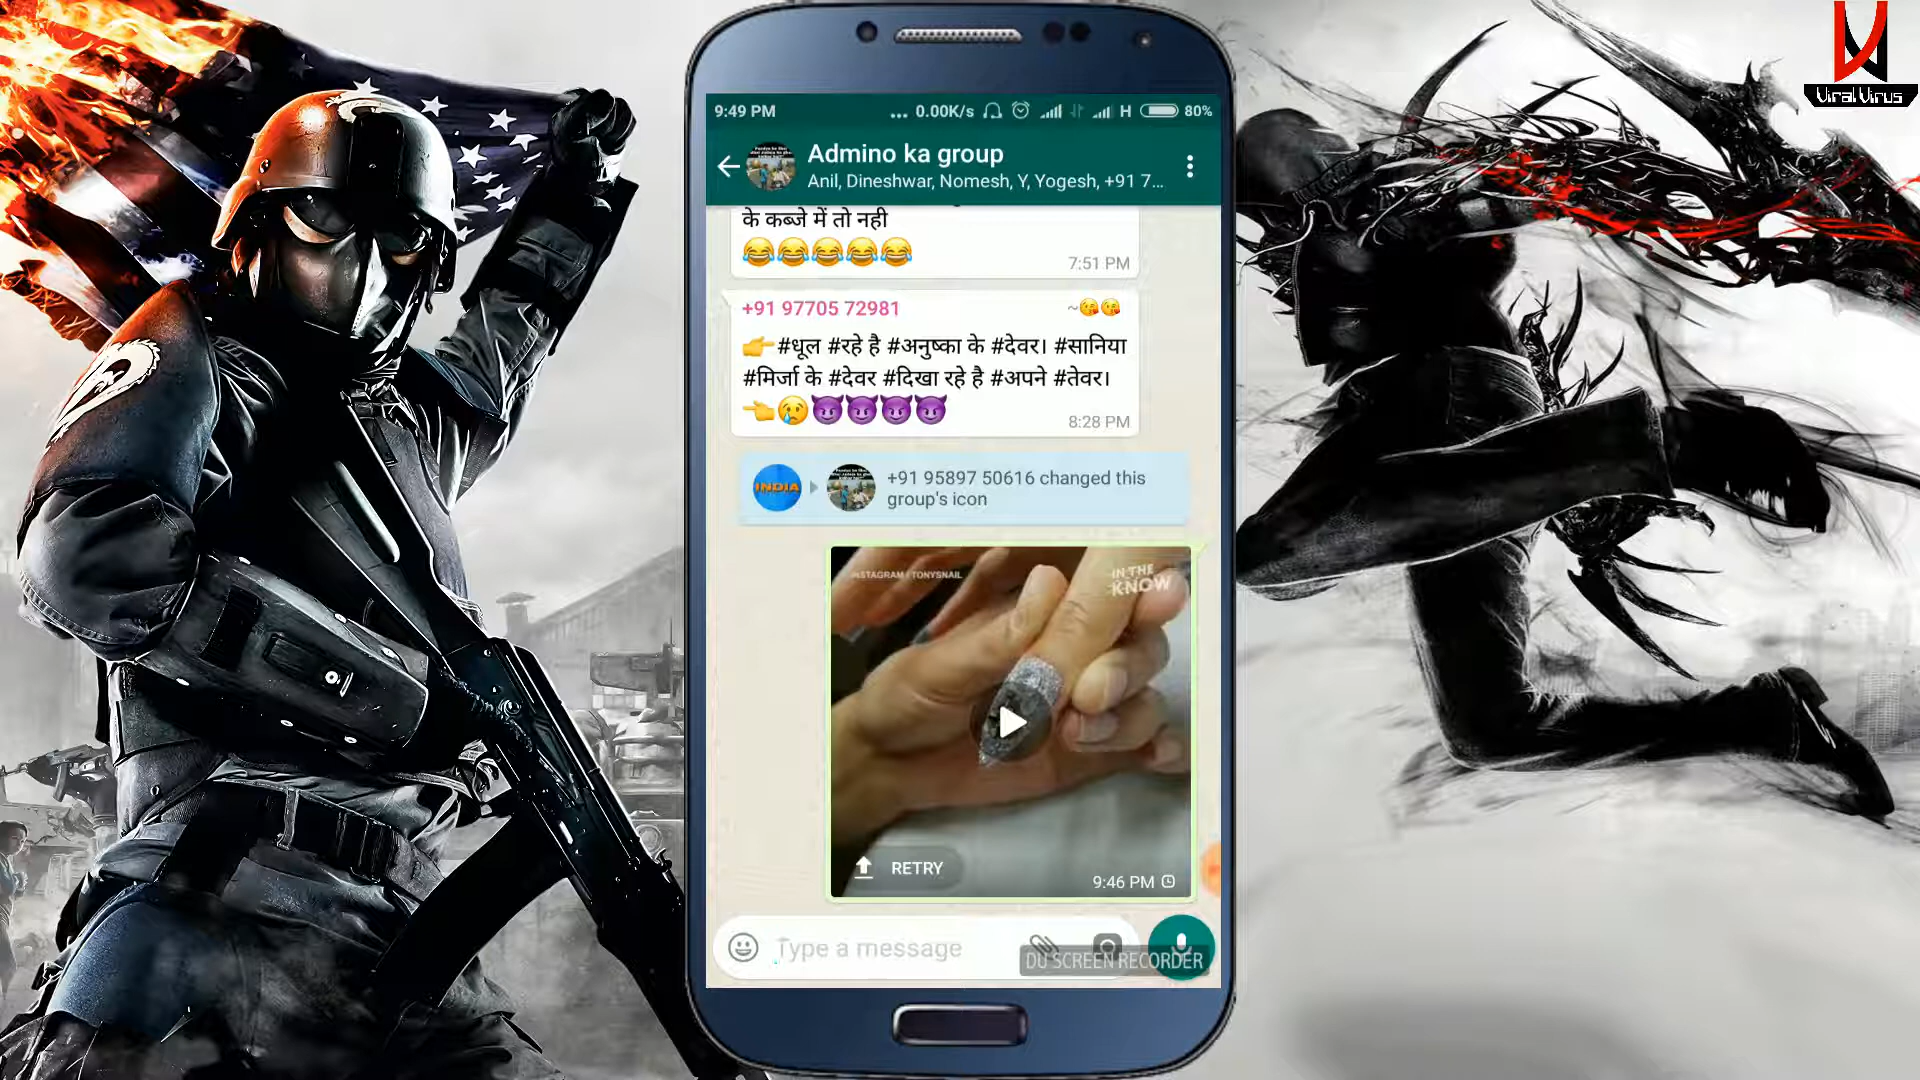 ViralVirus
9:49 PM
... 0.00K/s H 80%
Admino ka group
Anil, Dineshwar, Nomesh, Y, Yogesh, +91 7...
के कब्जे में तो नही
😂😂😂😂😂
7:51 PM
+91 97705 72981 ~😘😘
👉#धूल #रहे है #अनुष्का के #देवर। #सानिया
#मिर्जा के #देवर #दिखा रहे है #अपने #तेवर।
👈😢😈😈😈😈
8:28 PM
INDIA
+91 95897 50616 changed this
group's icon
INSTAGRAM / TONYSNAIL
IN THE
KNOW
RETRY
9:46 PM
Type a message
DU SCREEN RECORDER